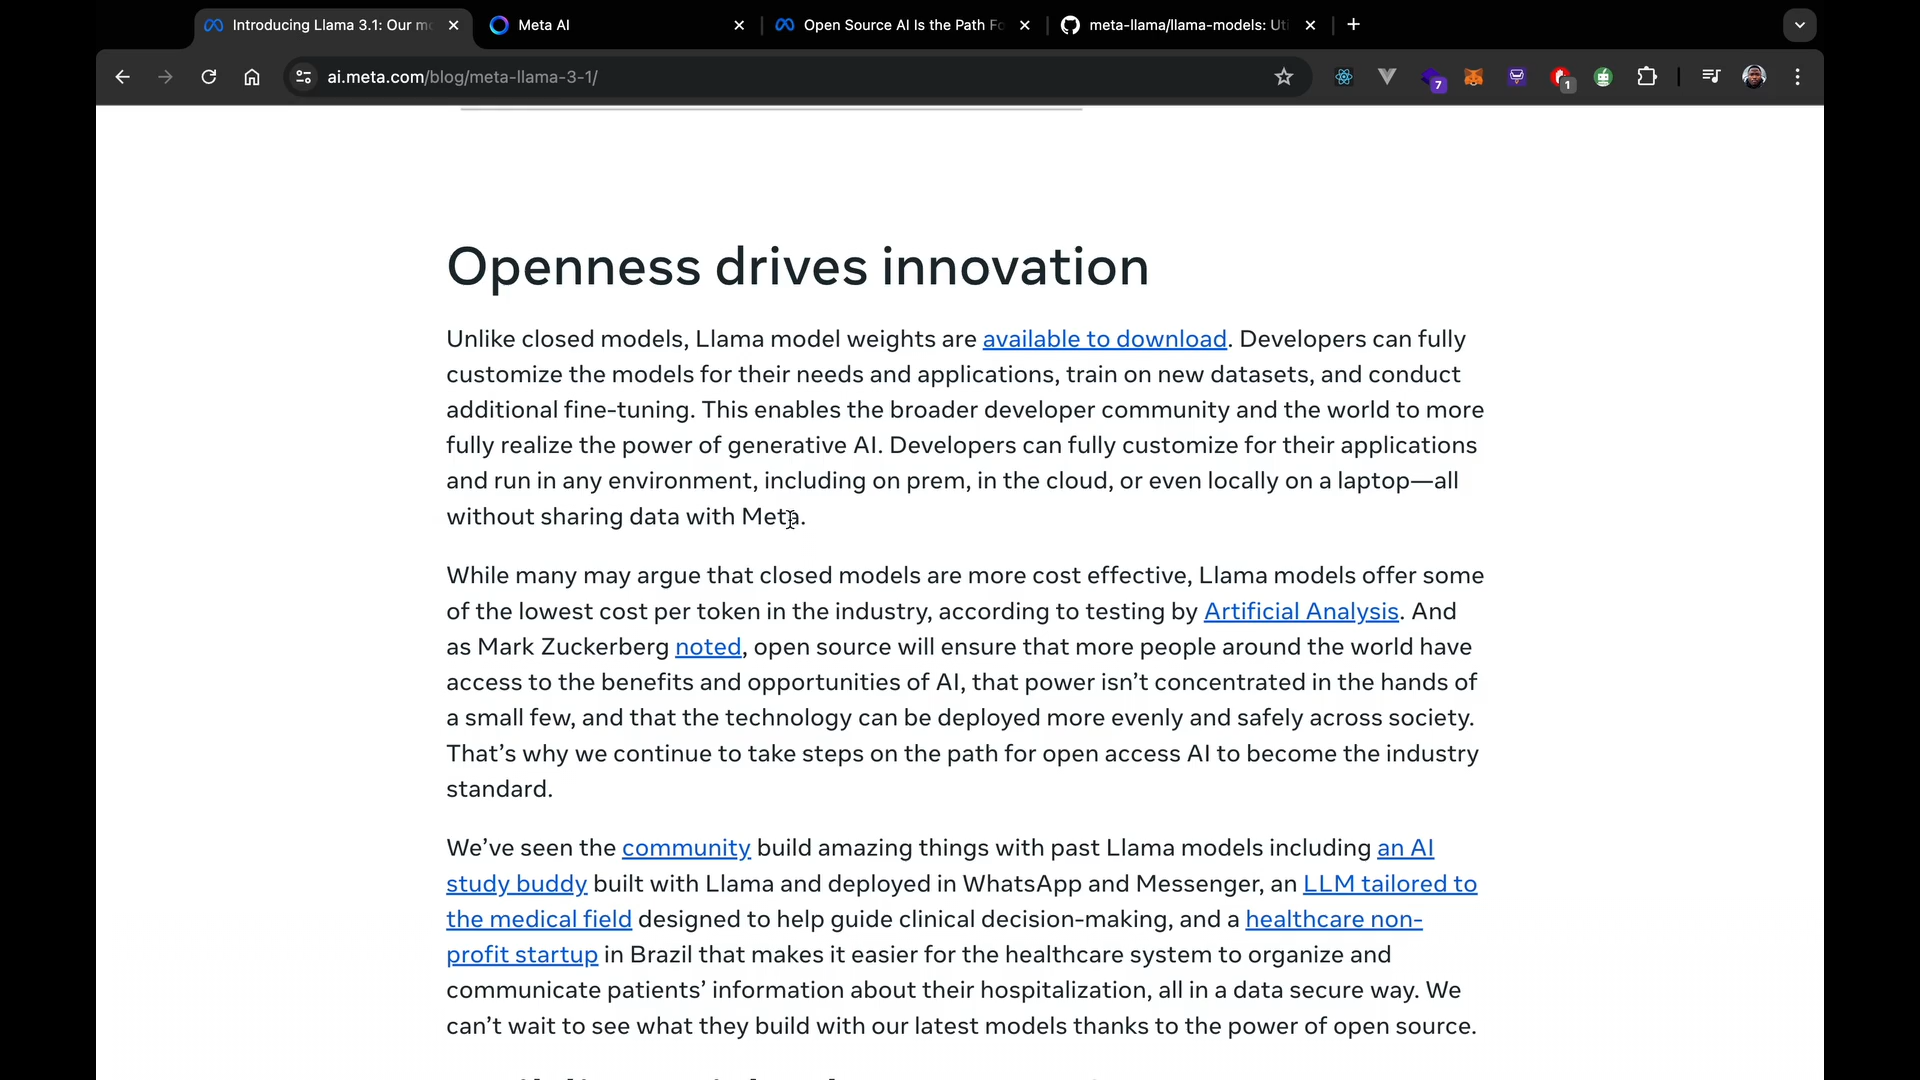 Introducing Llama 3.1: Our mo
Meta AI
Open Source AI Is the Path Fo
meta-llama/llama-models: Uti
ai.meta.com/blog/meta-llama-3-1/
7
1
Openness drives innovation
Unlike closed models, Llama model weights are available to download. Developers can fully
customize the models for their needs and applications, train on new datasets, and conduct
additional fine-tuning. This enables the broader developer community and the world to more
fully realize the power of generative AI. Developers can fully customize for their applications
and run in any environment, including on prem, in the cloud, or even locally on a laptop—all
without sharing data with Meta.
While many may argue that closed models are more cost effective, Llama models offer some
of the lowest cost per token in the industry, according to testing by Artificial Analysis. And
as Mark Zuckerberg noted, open source will ensure that more people around the world have
access to the benefits and opportunities of AI, that power isn’t concentrated in the hands of
a small few, and that the technology can be deployed more evenly and safely across society.
That’s why we continue to take steps on the path for open access AI to become the industry
standard.
We’ve seen the community build amazing things with past Llama models including an AI
study buddy built with Llama and deployed in WhatsApp and Messenger, an LLM tailored to
the medical field designed to help guide clinical decision-making, and a healthcare non-
profit startup in Brazil that makes it easier for the healthcare system to organize and
communicate patients’ information about their hospitalization, all in a data secure way. We
can’t wait to see what they build with our latest models thanks to the power of open source.